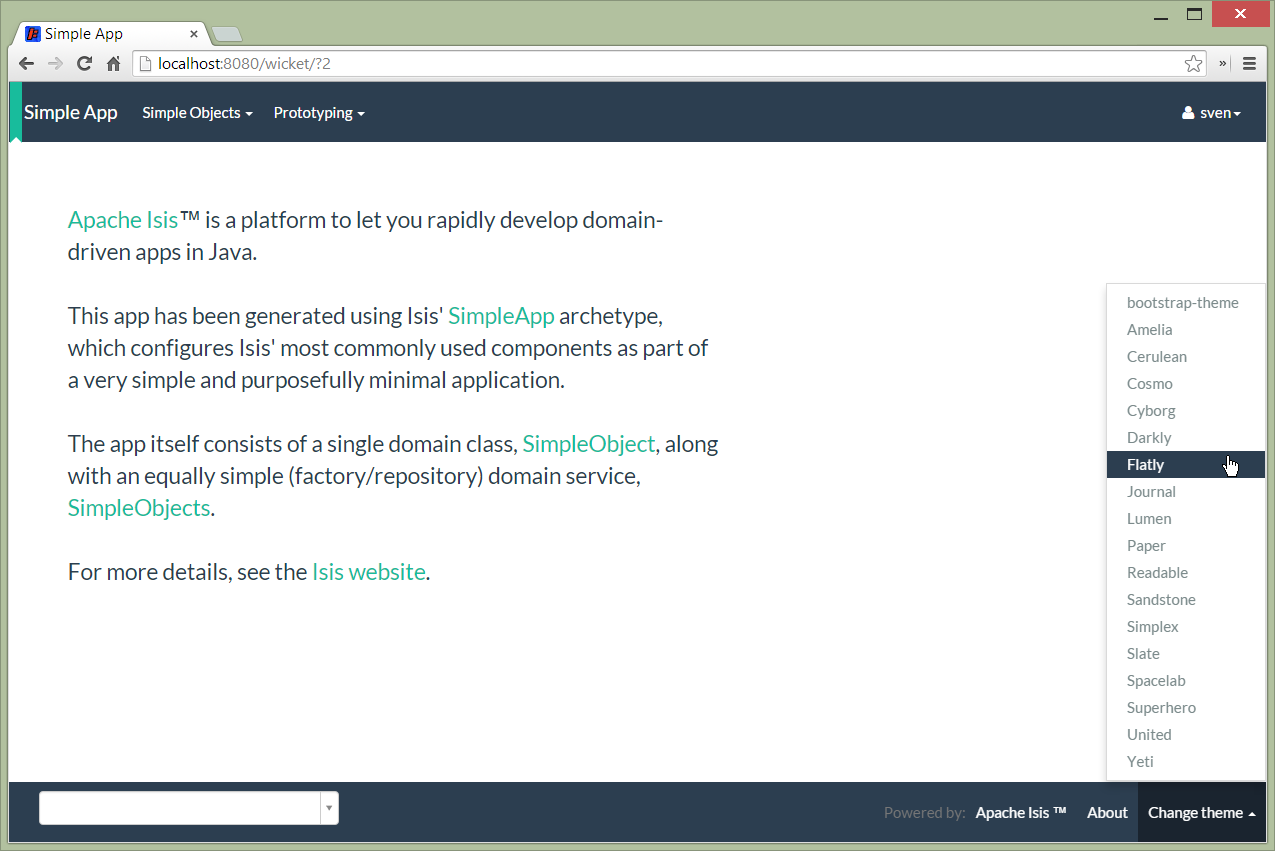 Simple App
localhost:8080/wicket/?2
Simple App Simple Objects Prototyping sven
Apache Isis™ is a platform to let you rapidly develop domain-
driven apps in Java.
This app has been generated using Isis' SimpleApp archetype,
which configures Isis' most commonly used components as part of
a very simple and purposefully minimal application.
The app itself consists of a single domain class, SimpleObject, along
with an equally simple (factory/repository) domain service,
SimpleObjects.
For more details, see the Isis website.
bootstrap-theme
Amelia
Cerulean
Cosmo
Cyborg
Darkly
Flatly
Journal
Lumen
Paper
Readable
Sandstone
Simplex
Slate
Spacelab
Superhero
United
Yeti
Powered by: Apache Isis ™ About Change theme